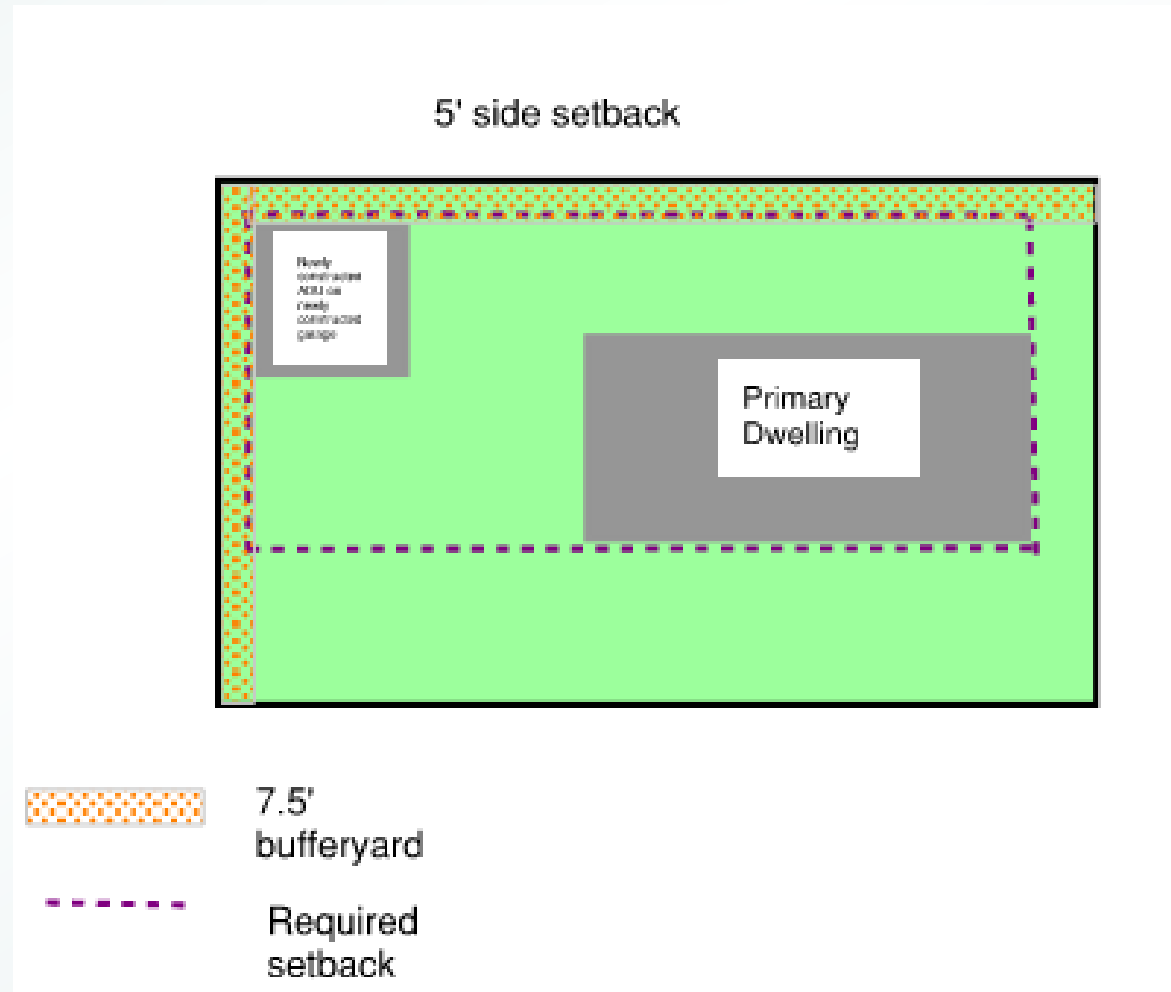 5' side setback
Newly
constructed
ADU on
newly
constructed
garage
Primary
Dwelling
7.5'
bufferyard
Required
setback